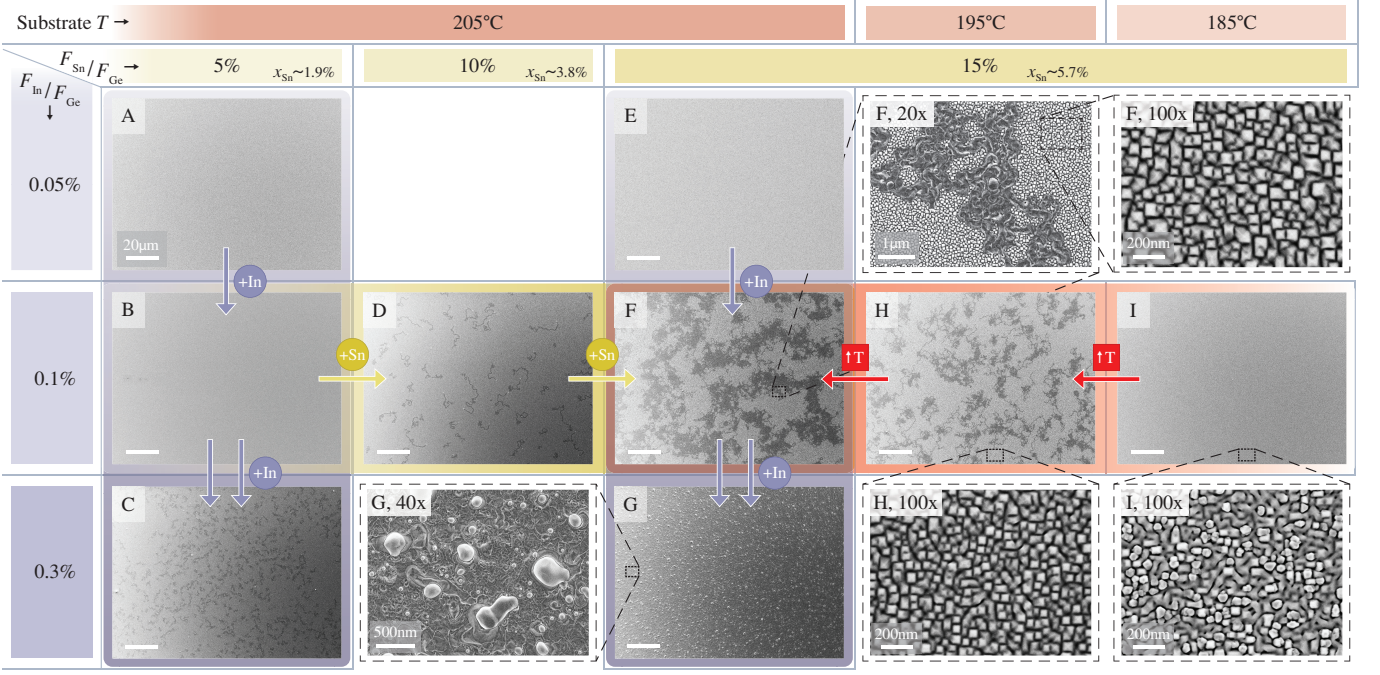 Substrate T → 205°C 195°C 185°C
F_Sn/F_Ge → 5% x_Sn~1.9% 10% x_Sn~3.8% 15% x_Sn~5.7%
F_In/F_Ge
↓
A E F, 20x F, 100x
0.05%
20µm 1µm 200nm
+In +In
B D F H I
+Sn +Sn ↑T ↑T
0.1%
+In +In
C G, 40x G H, 100x I, 100x
0.3%
500nm 200nm 200nm